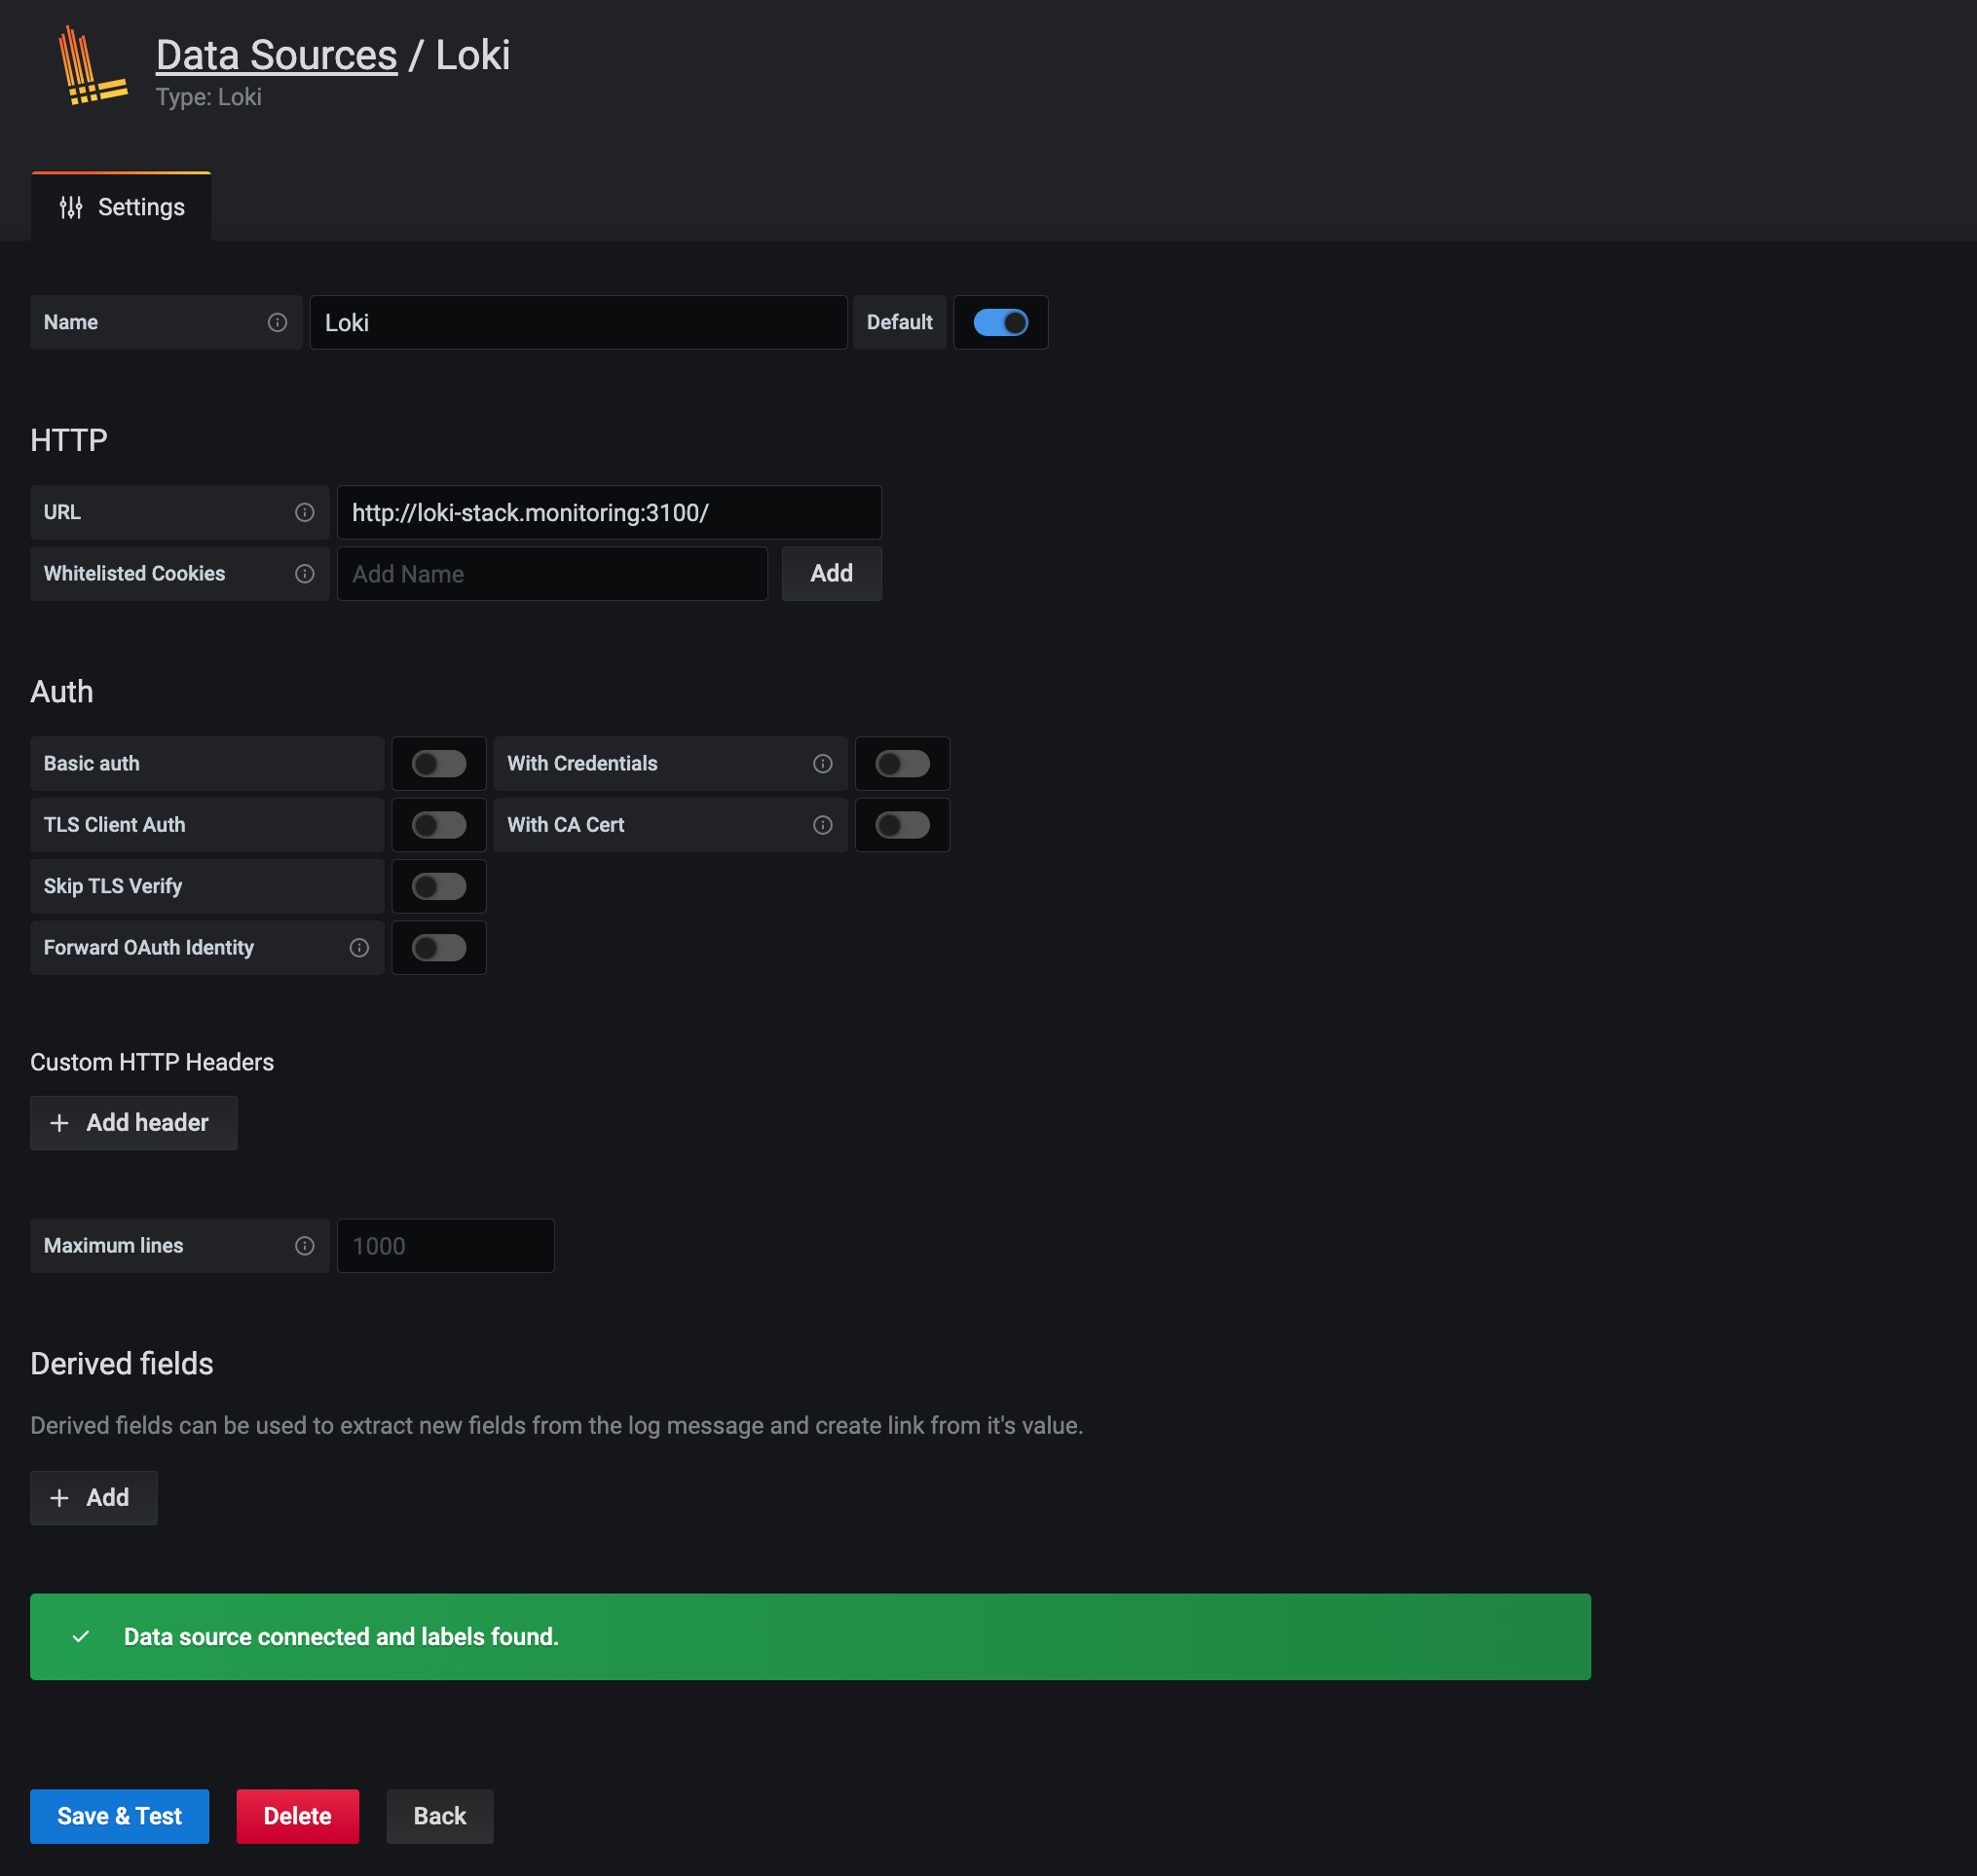 Data Sources / Loki
Type: Loki
Settings
Name Loki Default
HTTP
URL http://loki-stack.monitoring:3100/
Whitelisted Cookies Add Name Add
Auth
Basic auth With Credentials
TLS Client Auth With CA Cert
Skip TLS Verify
Forward OAuth Identity
Custom HTTP Headers
+ Add header
Maximum lines 1000
Derived fields
Derived fields can be used to extract new fields from the log message and create link from it's value.
+ Add
Data source connected and labels found.
Save & Test Delete Back